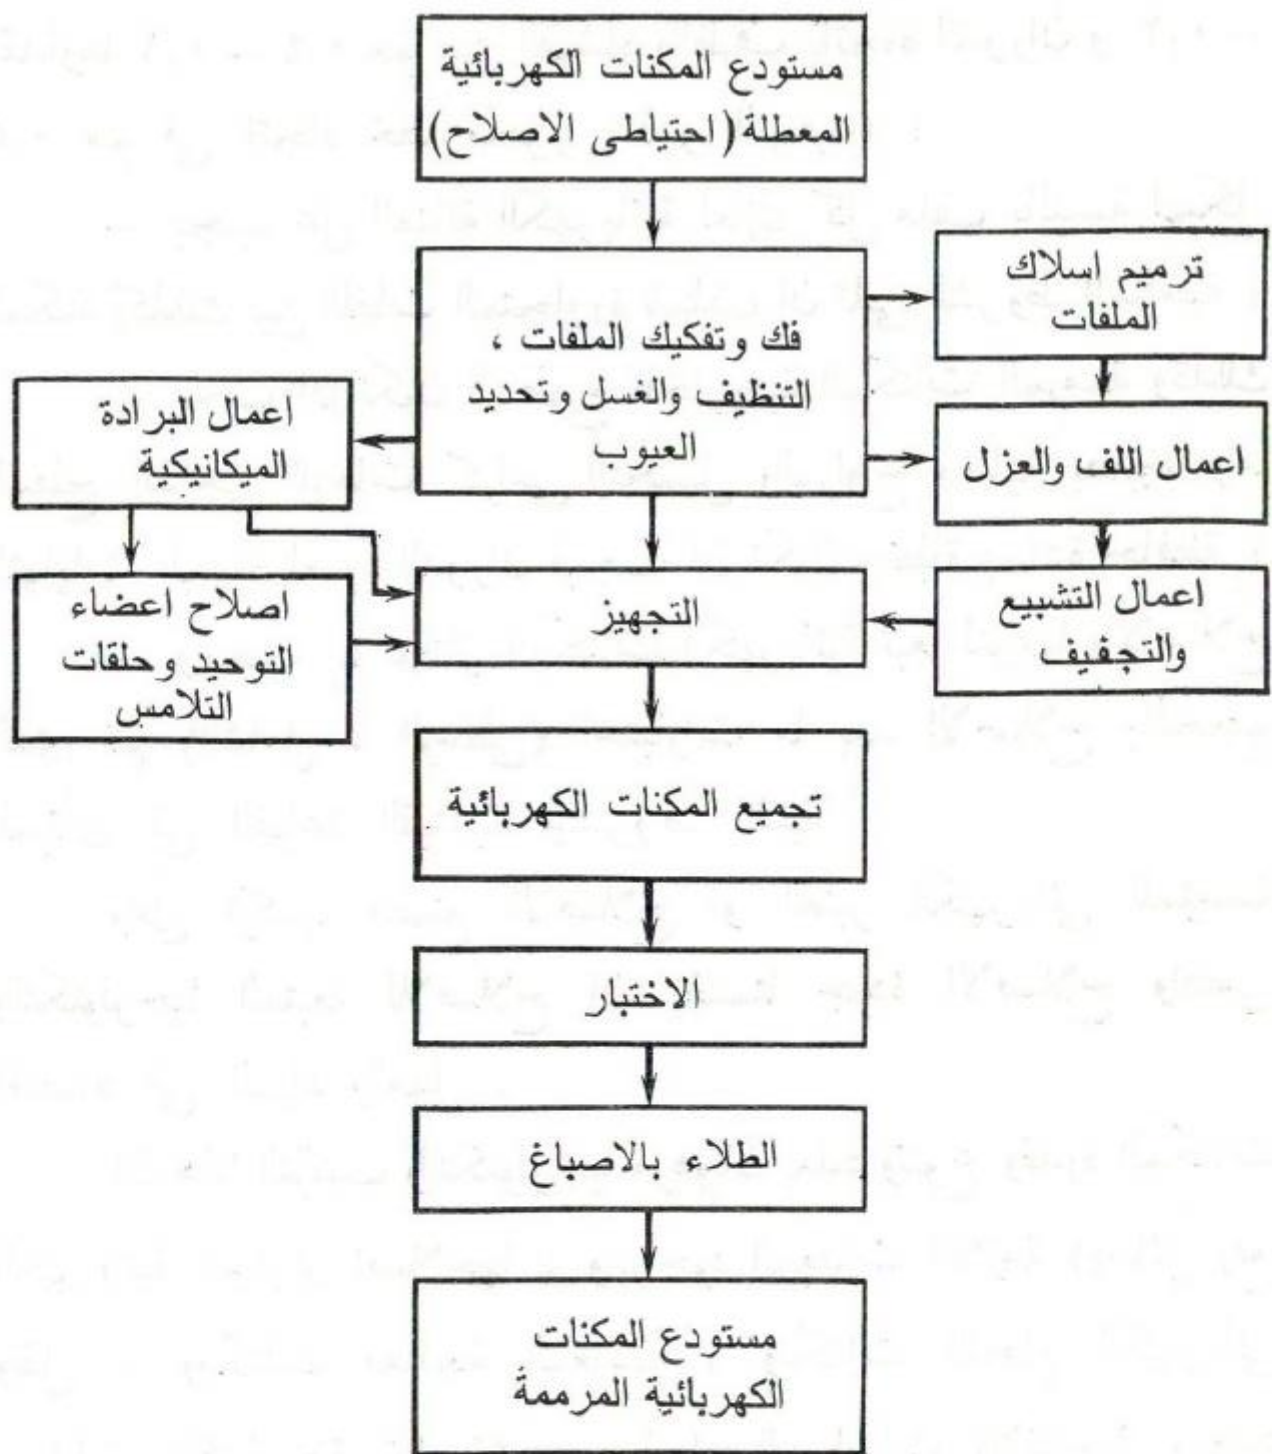 مستودع المكنات الكهربائية
المعطلة (احتياطى الاصلاح)
فك وتفكيك الملفات ،
التنظيف والغسل وتحديد
العيوب
ترميم اسلاك
الملفات
اعمال اللف والعزل
اعمال التشبيع
والتجفيف
اعمال البرادة
الميكانيكية
اصلاح اعضاء
التوحيد وحلقات
التلامس
التجهيز
تجميع المكنات الكهربائية
الاختبار
الطلاء بالاصباغ
مستودع المكنات
الكهربائية المرممة